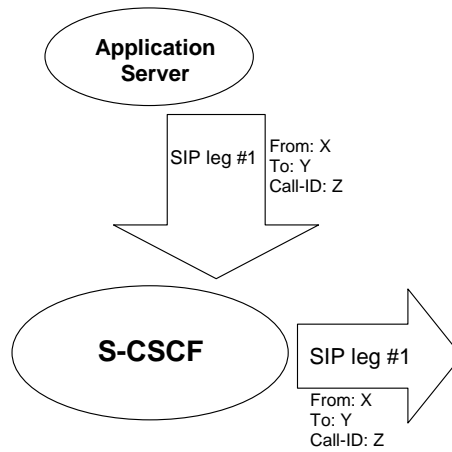 Application
Server
SIP leg #1
From: X
To: Y
Call-ID: Z
S-CSCF
SIP leg #1
From: X
To: Y
Call-ID: Z